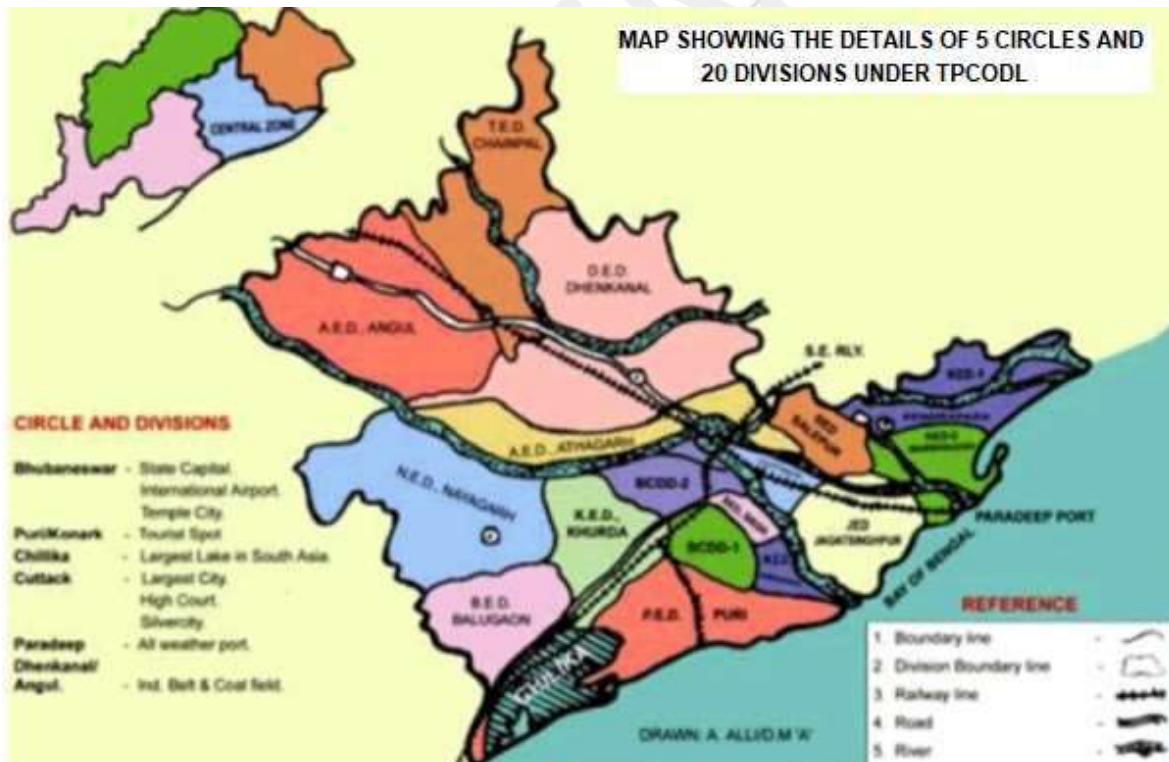 MAP SHOWING THE DETAILS OF 5 CIRCLES AND
20 DIVISIONS UNDER TPCODL
CENTRAL ZONE
T.E.D.
CHAINPAL
D.E.D.
DHENKANAL
A.E.D., ANGUL
S.E. RLY.
KED-1
KENDRAPARA
SED
SALEPUR
A.E.D., ATHAGARH
N.E.D., NAYAGARH
BCDD-2
K.E.D.,
KHURDA
BCDD-1
JED
JAGATSINGHPUR
PARADEEP PORT
B.E.D.
BALUGAON
P.E.D. PURI
CHILIKA
BAY OF BENGAL
CIRCLE AND DIVISIONS
Bhubaneswar - State Capital.
International Airport.
Temple City.
Puri/Konark - Tourist Spot
Chillika - Largest Lake in South Asia.
Cuttack - Largest City.
High Court.
Silvercity.
Paradeep - All weather port.
Dhenkanal/
Angul. - Ind. Belt & Coal field.
REFERENCE
1. Boundary line -
2. Division Boundary line -
3. Railway line -
4. Road -
5. River -
DRAWN: A. ALLI/D.M 'A'